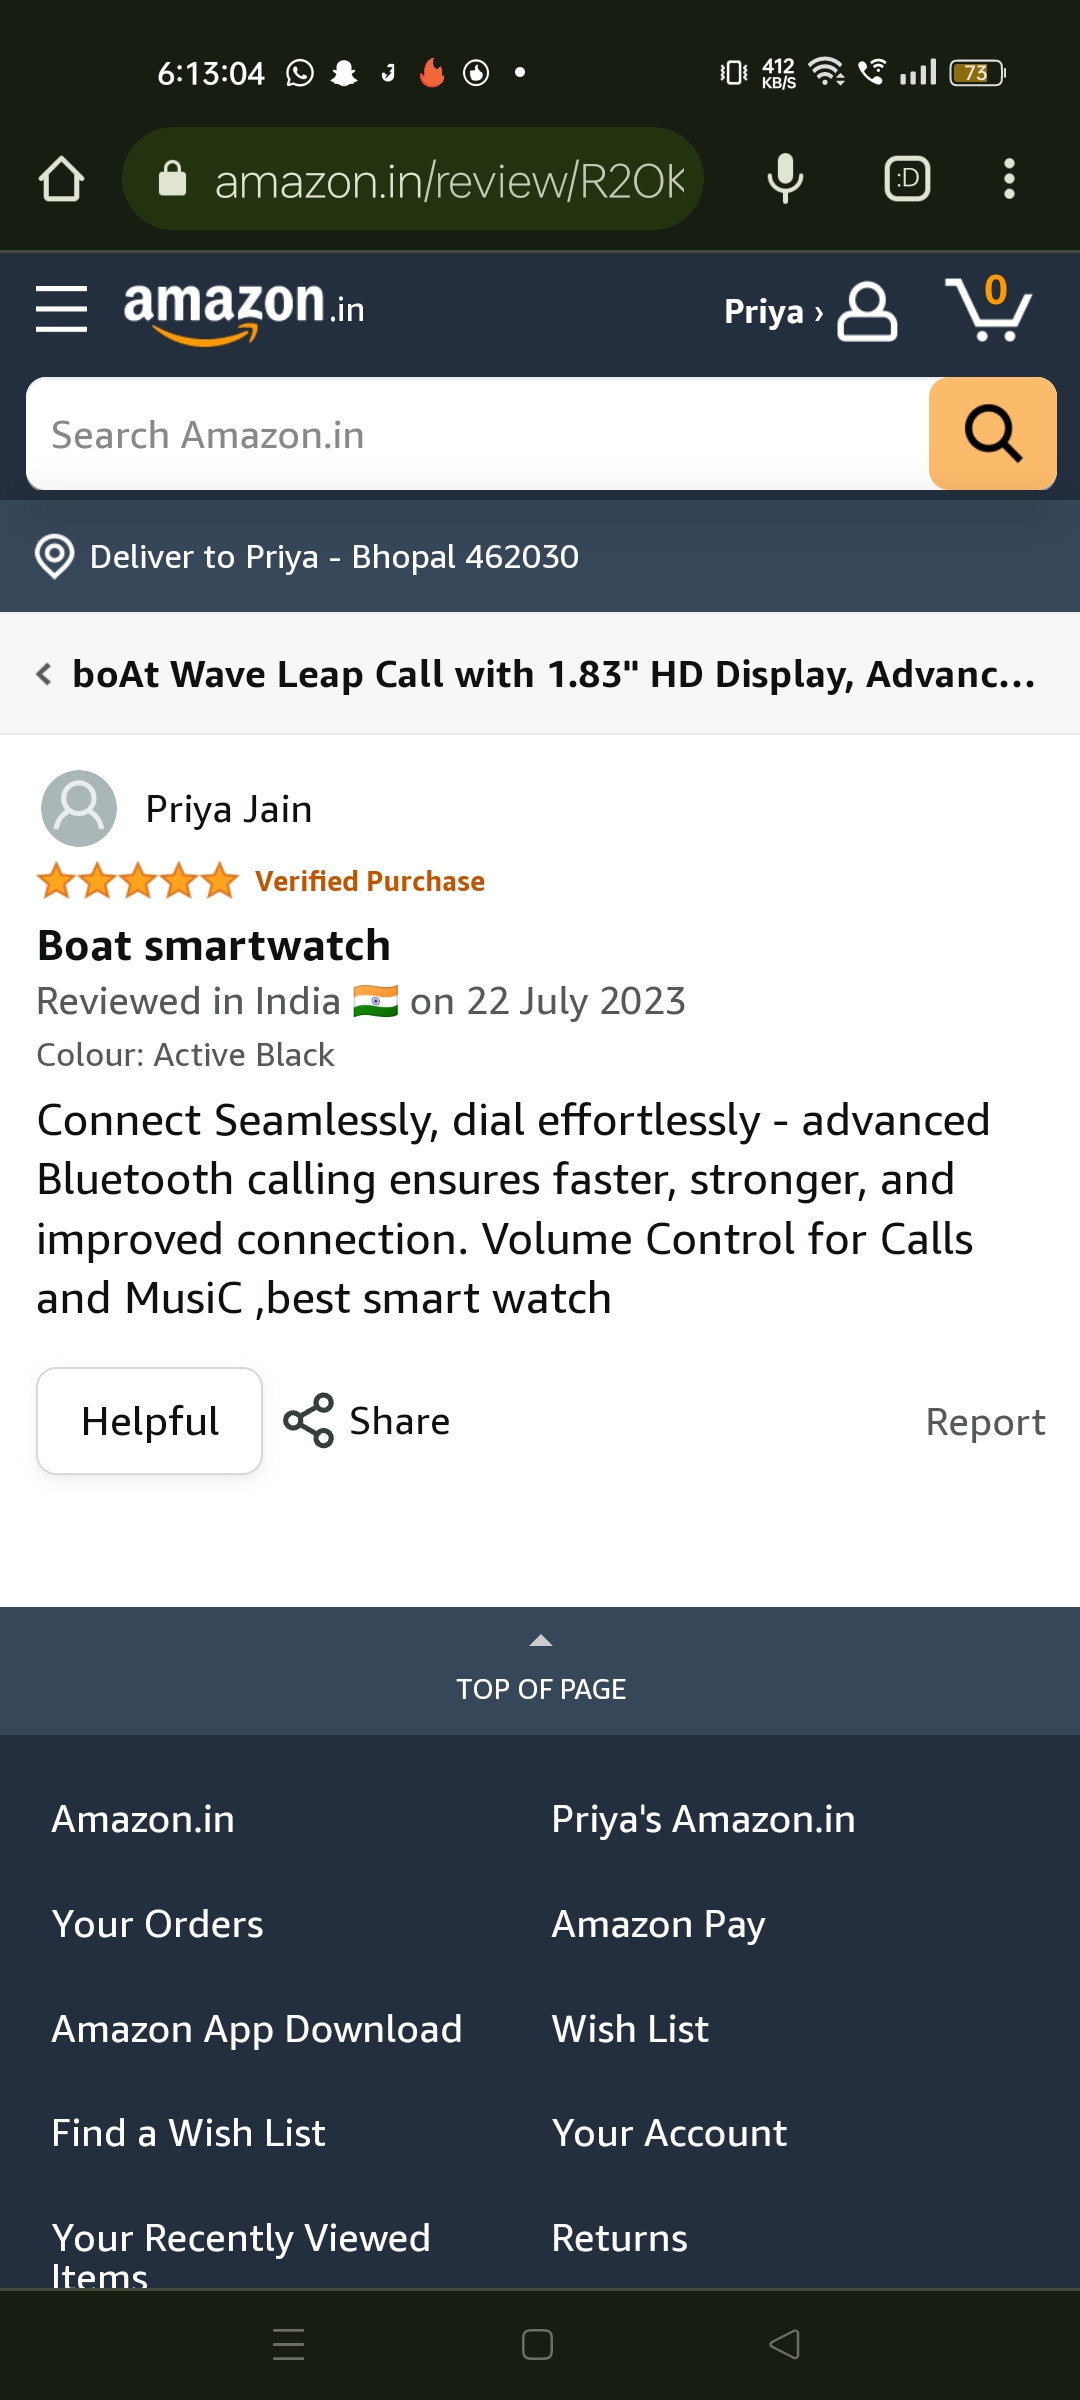 6:13:04 412 KB/S 73
amazon.in/review/R2OK :D
amazon.in Priya › 0
Search Amazon.in
Deliver to Priya - Bhopal 462030
boAt Wave Leap Call with 1.83" HD Display, Advanc...
Priya Jain
Verified Purchase
Boat smartwatch
Reviewed in India 🇮🇳 on 22 July 2023
Colour: Active Black
Connect Seamlessly, dial effortlessly - advanced
Bluetooth calling ensures faster, stronger, and
improved connection. Volume Control for Calls
and MusiC ,best smart watch
Helpful Share Report
TOP OF PAGE
Amazon.in Priya's Amazon.in
Your Orders Amazon Pay
Amazon App Download Wish List
Find a Wish List Your Account
Your Recently Viewed Returns
Items